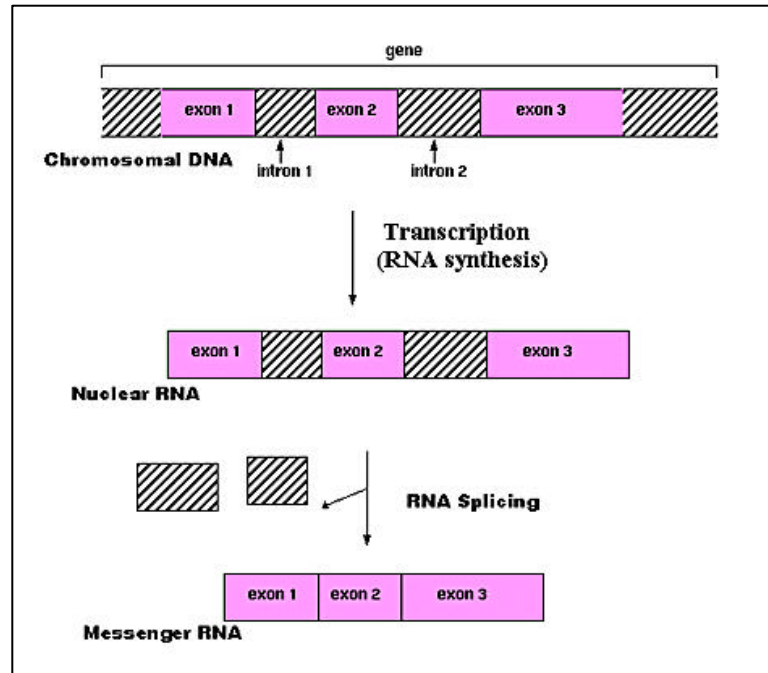 gene
exon 1 exon 2 exon 3
Chromosomal DNA
intron 1 intron 2
Transcription
(RNA synthesis)
exon 1 exon 2 exon 3
Nuclear RNA
RNA Splicing
exon 1 exon 2 exon 3
Messenger RNA